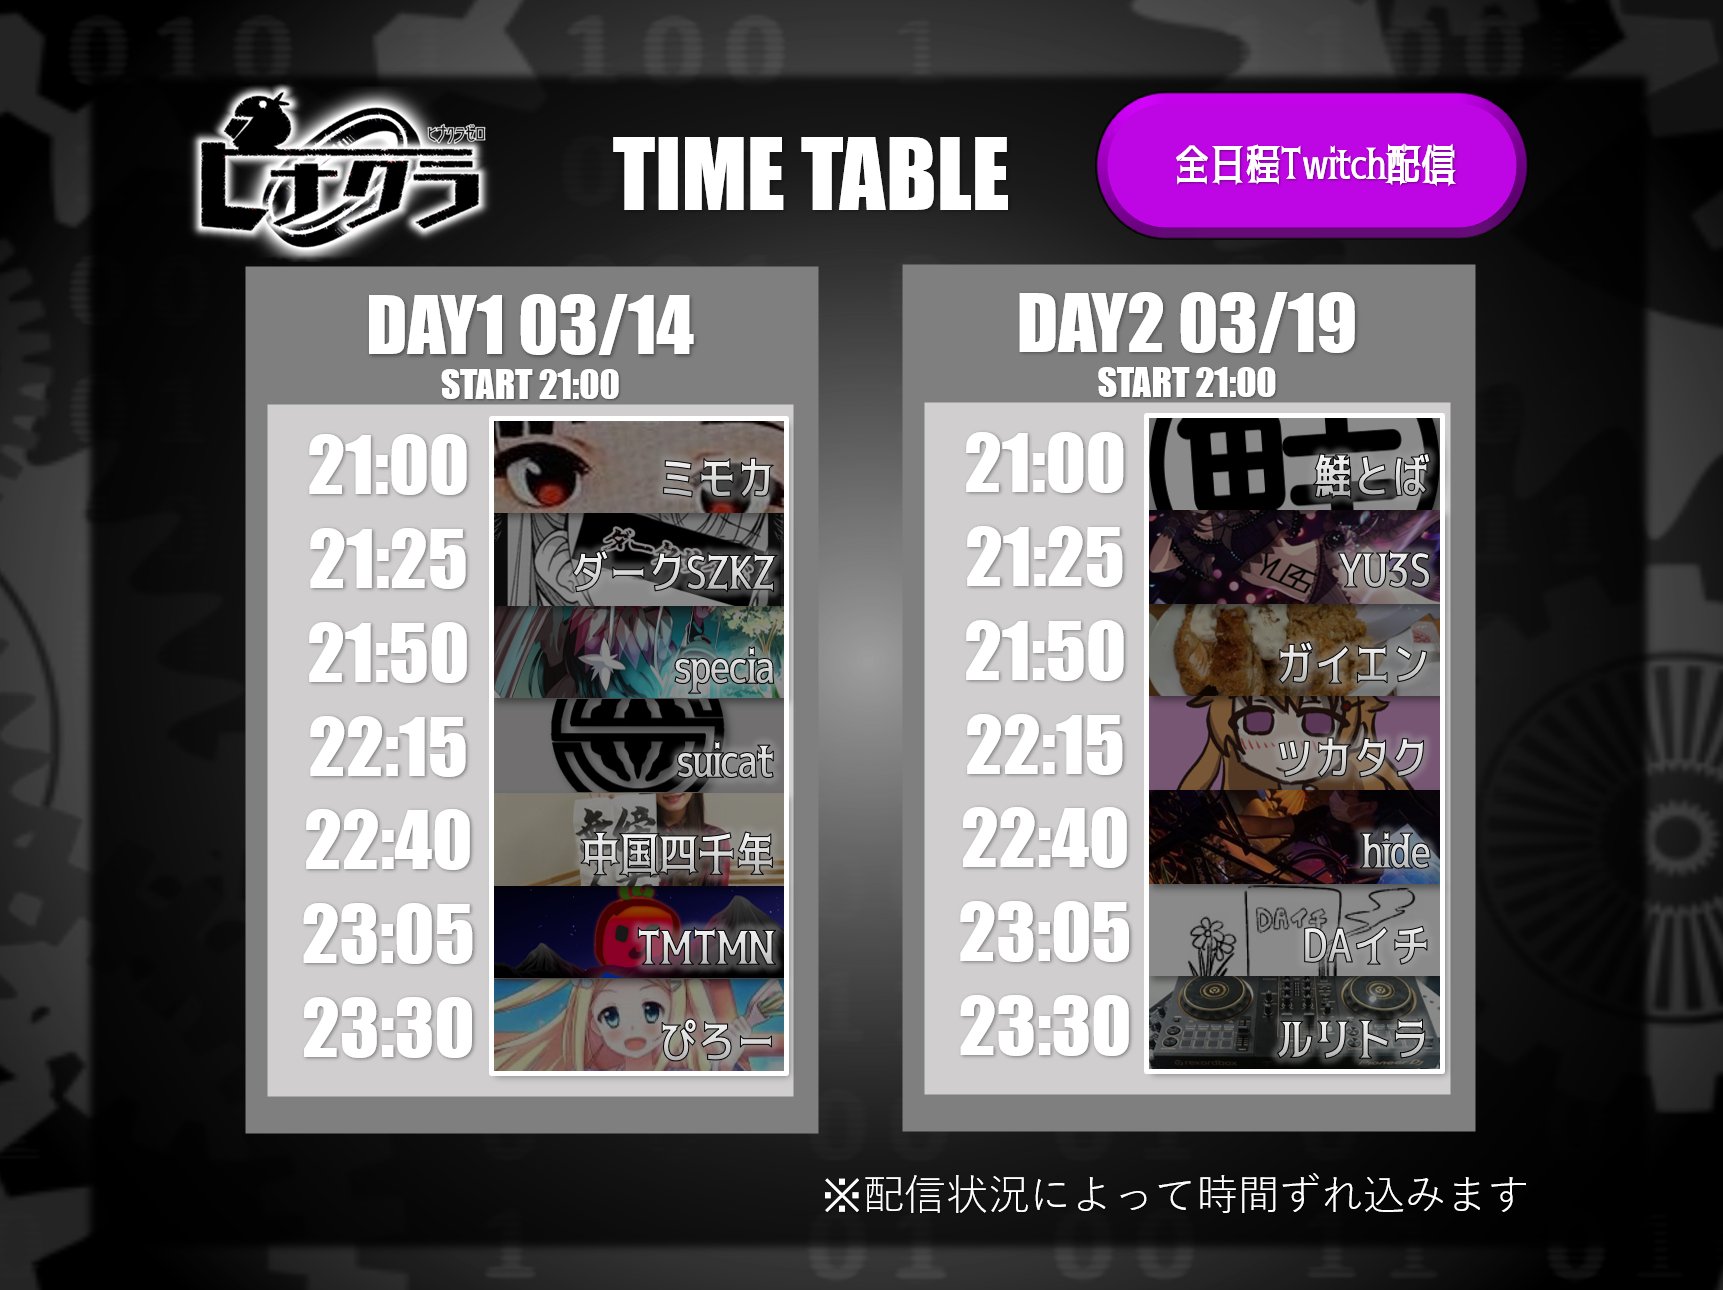 ヒナクラ
ヒナクラゼロ
TIME TABLE
全日程Twitch配信
DAY1 03/14
START 21:00
21:00 ミモカ
21:25 ダークSZKZ
21:50 specia
22:15 suicat
22:40 中国四千年
23:05 TMTMN
23:30 ぴろー
DAY2 03/19
START 21:00
21:00 鮭とば
21:25 YU3S
21:50 ガイエン
22:15 ツカタク
22:40 hide
23:05 DAイチ
23:30 ルリトラ
※配信状況によって時間ずれ込みます